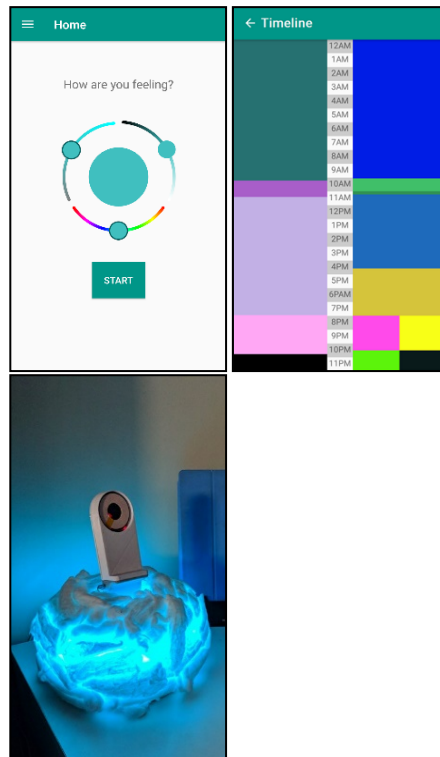 Home
How are you feeling?
START
Timeline
12AM
1AM
2AM
3AM
4AM
5AM
6AM
7AM
8AM
9AM
10AM
11AM
12PM
1PM
2PM
3PM
4PM
5PM
6PAM
7PM
8PM
9PM
10PM
11PM